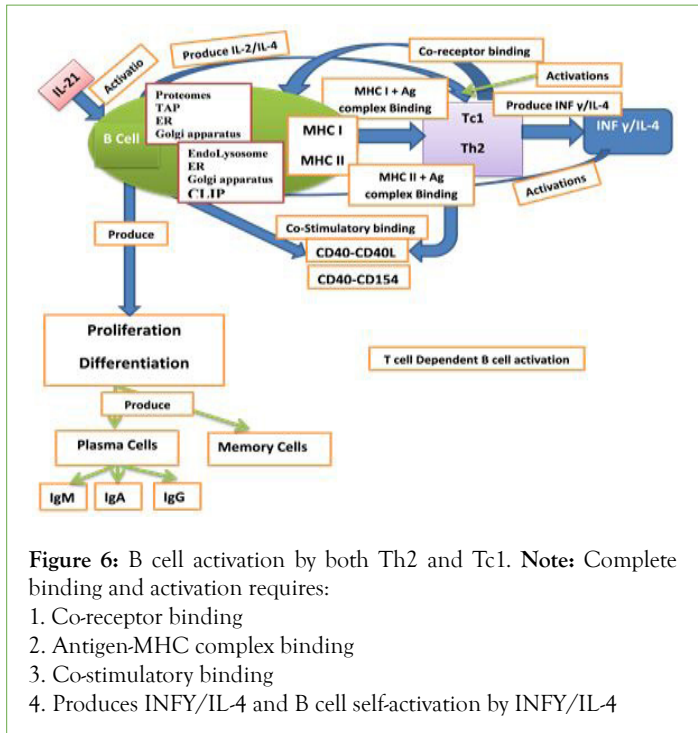 Produce IL-2/IL-4
Co-receptor binding
IL-21
Activatio
Activations
Proteomes
TAP
ER
Golgi apparatus
MHC I + Ag
complex Binding
Produce INF γ/IL-4
B Cell
MHC I
MHC II
Tc1
Th2
INF γ/IL-4
EndoLysosome
ER
Golgi apparatus
CLIP
MHC II + Ag
complex Binding
Activations
Produce
Co-Stimulatory binding
CD40-CD40L
CD40-CD154
Proliferation
Differentiation
T cell Dependent B cell activation
Produce
Plasma Cells
Memory Cells
IgM
IgA
IgG
Figure 6: B cell activation by both Th2 and Tc1. Note: Complete
binding and activation requires:
1. Co-receptor binding
2. Antigen-MHC complex binding
3. Co-stimulatory binding
4. Produces INFY/IL-4 and B cell self-activation by INFY/IL-4